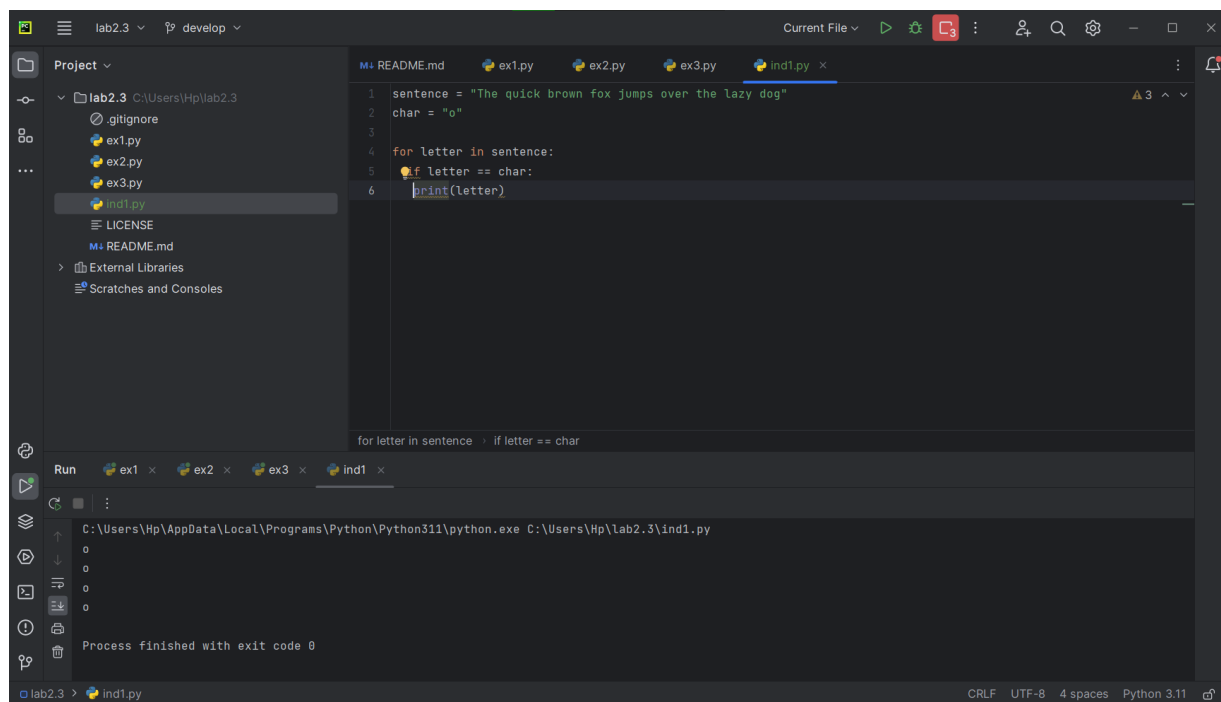 lab2.3 develop Current File 3
Project
lab2.3 C:\Users\Hp\lab2.3
.gitignore
ex1.py
ex2.py
ex3.py
ind1.py
LICENSE
M↓ README.md
External Libraries
Scratches and Consoles
M↓ README.md ex1.py ex2.py ex3.py ind1.py
1 sentence = "The quick brown fox jumps over the lazy dog"
2 char = "o"
3
4 for letter in sentence:
5 if letter == char:
6 print(letter)
3
for letter in sentence › if letter == char
Run ex1 ex2 ex3 ind1
C:\Users\Hp\AppData\Local\Programs\Python\Python311\python.exe C:\Users\Hp\lab2.3\ind1.py
o
o
o
o
Process finished with exit code 0
lab2.3 > ind1.py CRLF UTF-8 4 spaces Python 3.11